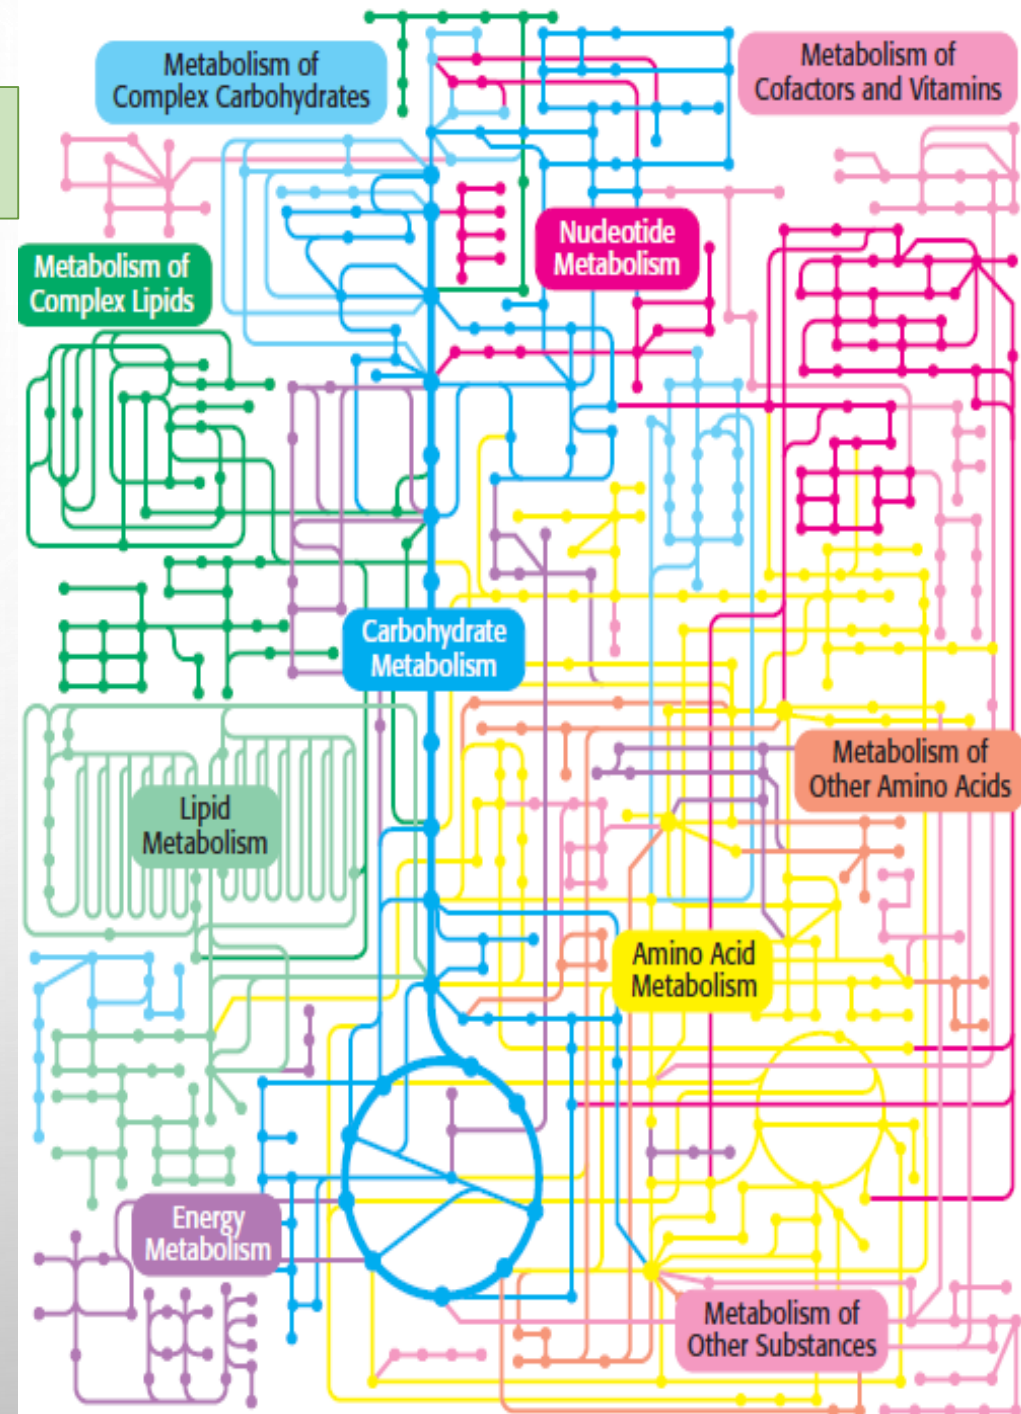 Metabolism of
Complex Carbohydrates
Metabolism of
Cofactors and Vitamins
Nucleotide
Metabolism
Metabolism of
Complex Lipids
Carbohydrate
Metabolism
Metabolism of
Other Amino Acids
Lipid
Metabolism
Amino Acid
Metabolism
Energy
Metabolism
Metabolism of
Other Substances